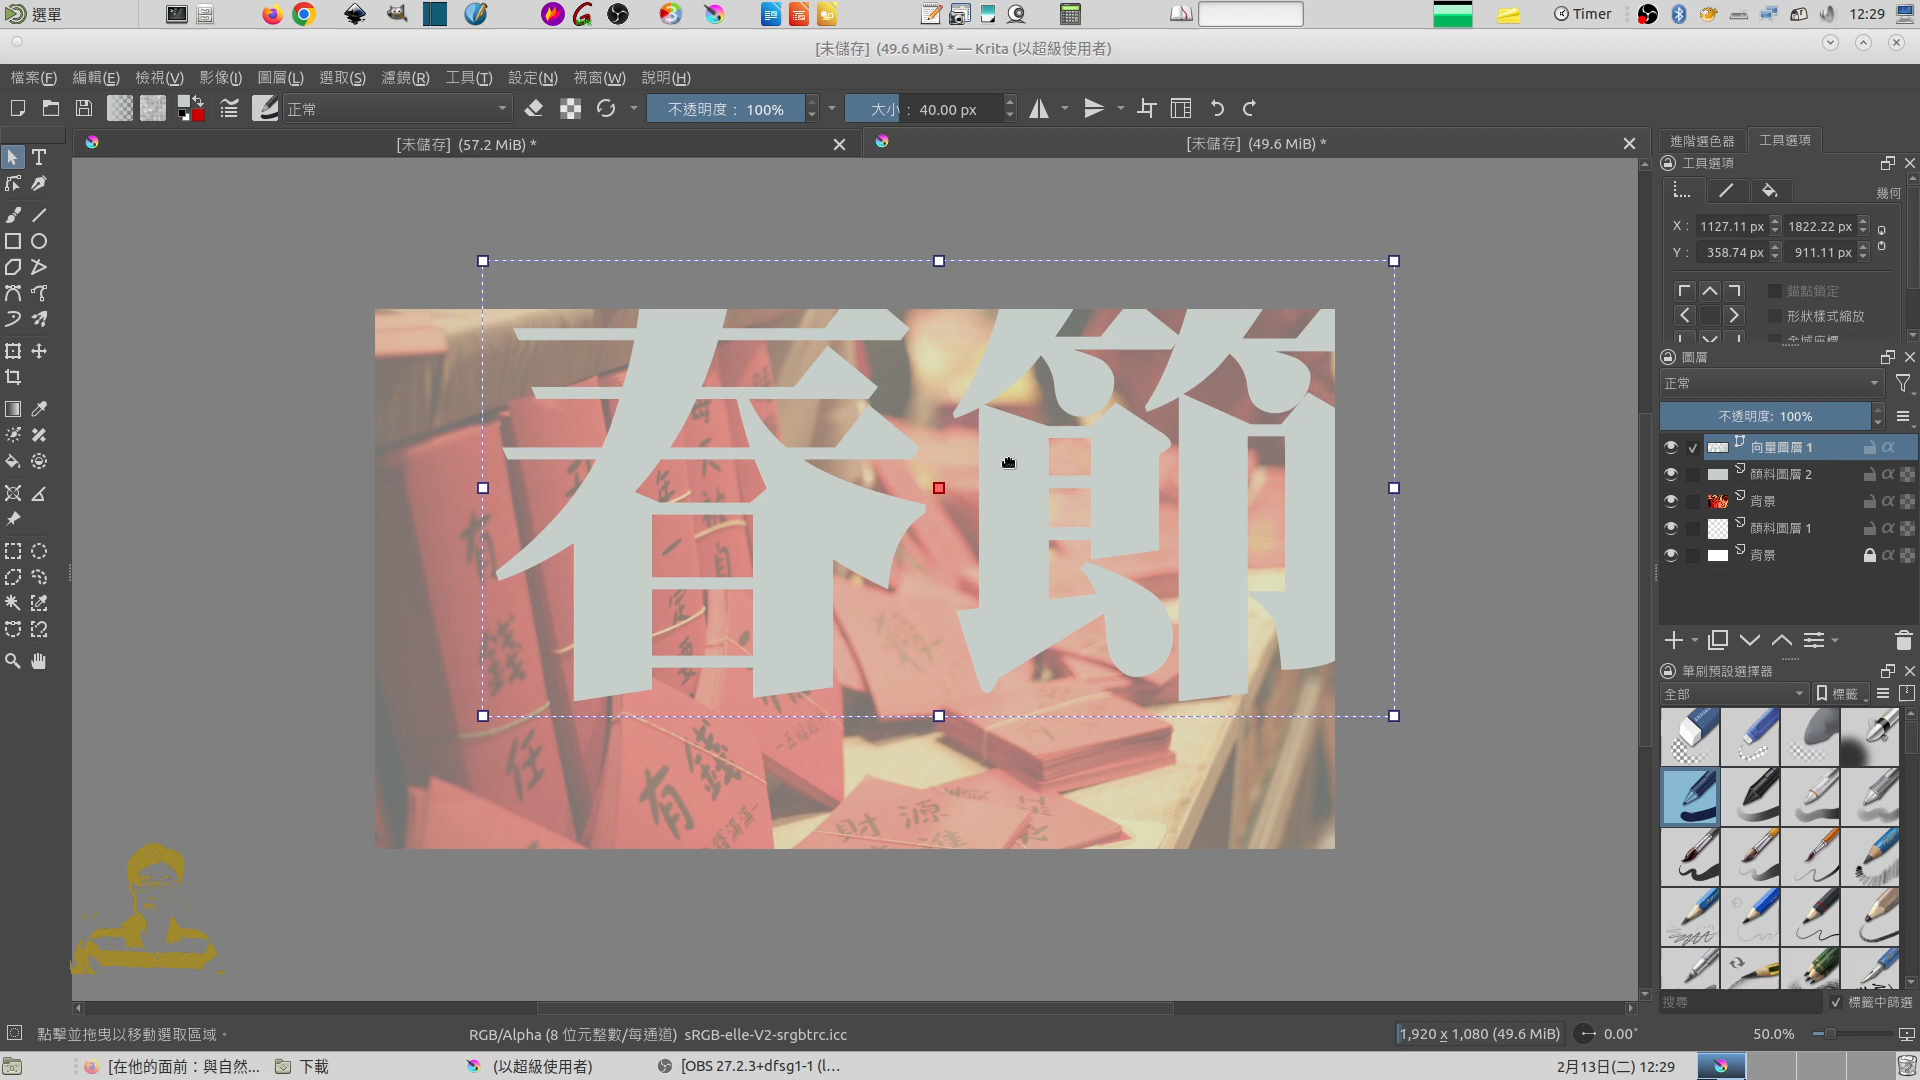 選單
Timer
12:29
[未儲存] (49.6 MiB) * — Krita (以超級使用者)
檔案(F) 編輯(E) 檢視(V) 影像(I) 圖層(L) 選取(S) 濾鏡(R) 工具(T) 設定(N) 視窗(W) 說明(H)
正常
不透明度： 100%
大小： 40.00 px
[未儲存] (57.2 MiB) *
[未儲存] (49.6 MiB) *
進階選色器 工具選項
工具選項
幾何
X： 1127.11 px 1822.22 px
Y： 358.74 px 911.11 px
錨點鎖定
形狀樣式縮放
全域座標
圖層
正常
不透明度: 100%
向量圖層 1
顏料圖層 2
背景
顏料圖層 1
背景
筆刷預設選擇器
全部
標籤
搜尋
標籤中篩選
春節
有錢
任
有錢
財源
點擊並拖曳以移動選取區域。
RGB/Alpha (8 位元整數/每通道) sRGB-elle-V2-srgbtrc.icc
1,920 x 1,080 (49.6 MiB)
0.00°
50.0%
[在他的面前：與自然...
下載
(以超級使用者)
[OBS 27.2.3+dfsg1-1 (l...
2月13日(二) 12:29